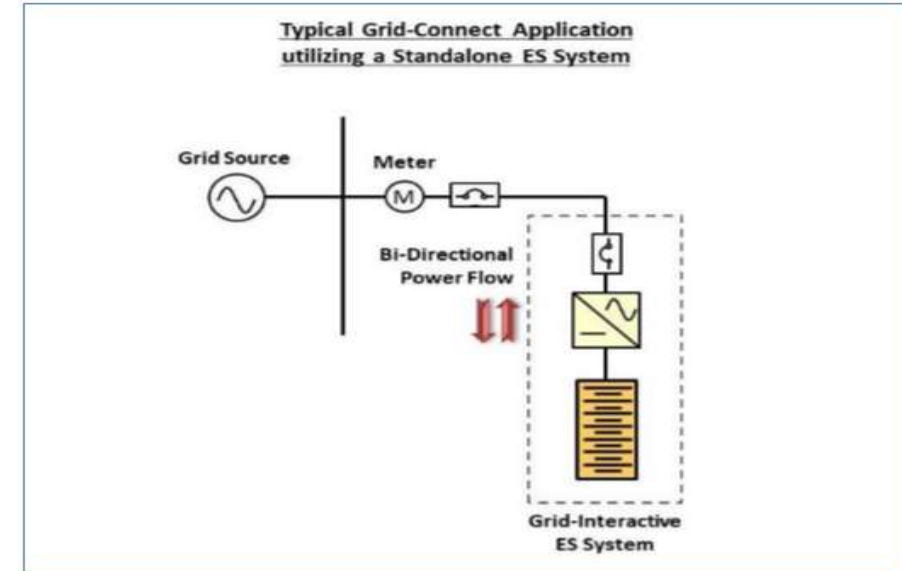 Typical Grid-Connect Application
utilizing a Standalone ES System
Grid Source
Meter
M
Bi-Directional
Power Flow
Grid-Interactive
ES System